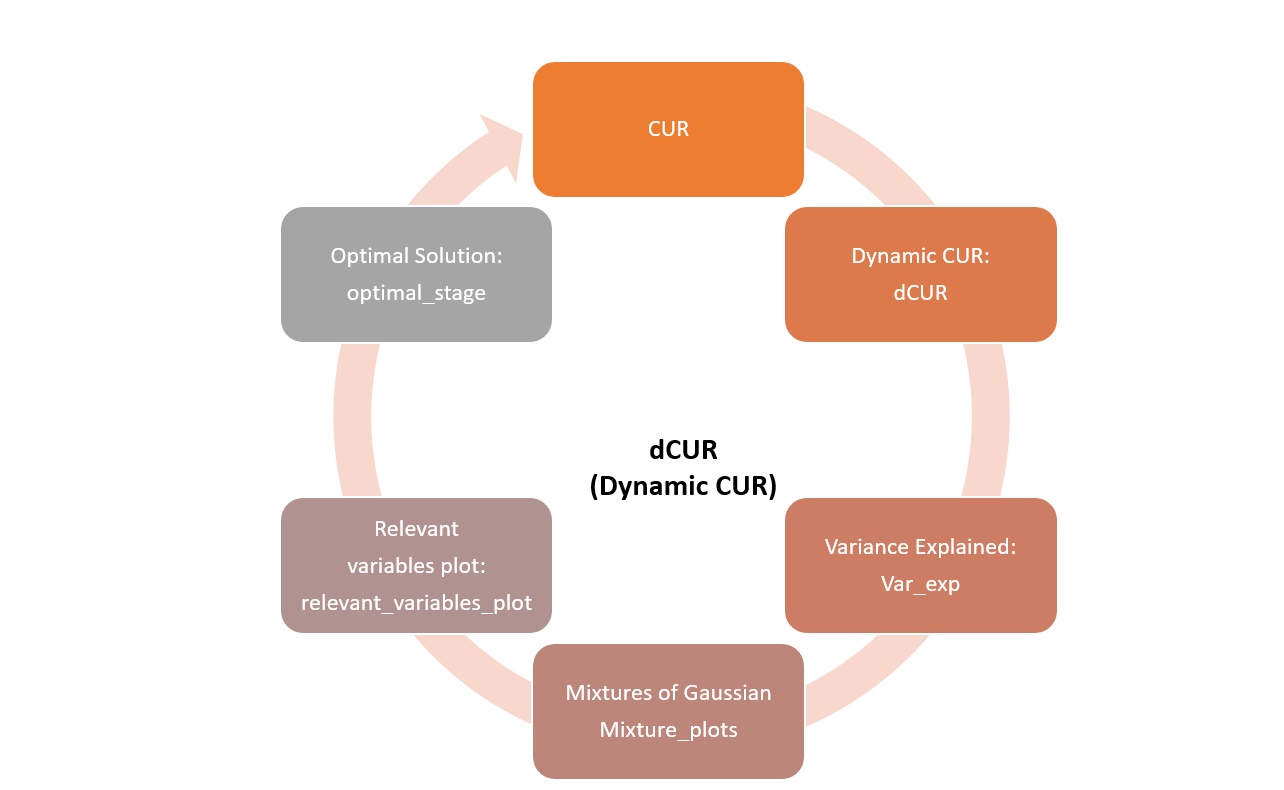 CUR
Dynamic CUR:
dCUR
Variance Explained:
Var_exp
Mixtures of Gaussian
Mixture_plots
Relevant
variables plot:
relevant_variables_plot
Optimal Solution:
optimal_stage
dCUR
(Dynamic CUR)